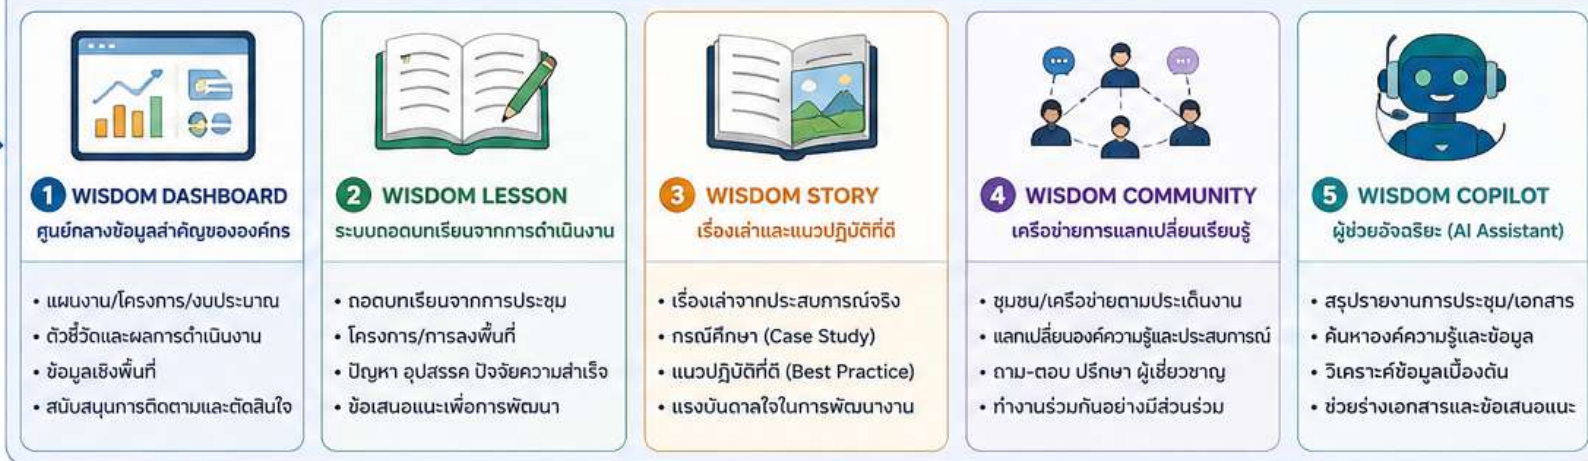 1 WISDOM DASHBOARD
ศูนย์กลางข้อมูลสำคัญขององค์กร
• แผนงาน/โครงการ/งบประมาณ
• ตัวชี้วัดและผลการดำเนินงาน
• ข้อมูลเชิงพื้นที่
• สนับสนุนการติดตามและตัดสินใจ
2 WISDOM LESSON
ระบบถอดบทเรียนจากการดำเนินงาน
• ถอดบทเรียนจากการประชุม
• โครงการ/การลงพื้นที่
• ปัญหา อุปสรรค ปัจจัยความสำเร็จ
• ข้อเสนอแนะเพื่อการพัฒนา
3 WISDOM STORY
เรื่องเล่าและแนวปฏิบัติที่ดี
• เรื่องเล่าจากประสบการณ์จริง
• กรณีศึกษา (Case Study)
• แนวปฏิบัติที่ดี (Best Practice)
• แรงบันดาลใจในการพัฒนางาน
4 WISDOM COMMUNITY
เครือข่ายการแลกเปลี่ยนเรียนรู้
• ชุมชน/เครือข่ายตามประเด็นงาน
• แลกเปลี่ยนองค์ความรู้และประสบการณ์
• ถาม-ตอบ ปรึกษา ผู้เชี่ยวชาญ
• ทำงานร่วมกันอย่างมีส่วนร่วม
5 WISDOM COPILOT
ผู้ช่วยอัจฉริยะ (AI Assistant)
• สรุปรายงานการประชุม/เอกสาร
• ค้นหาองค์ความรู้และข้อมูล
• วิเคราะห์ข้อมูลเบื้องต้น
• ช่วยร่างเอกสารและข้อเสนอแนะ